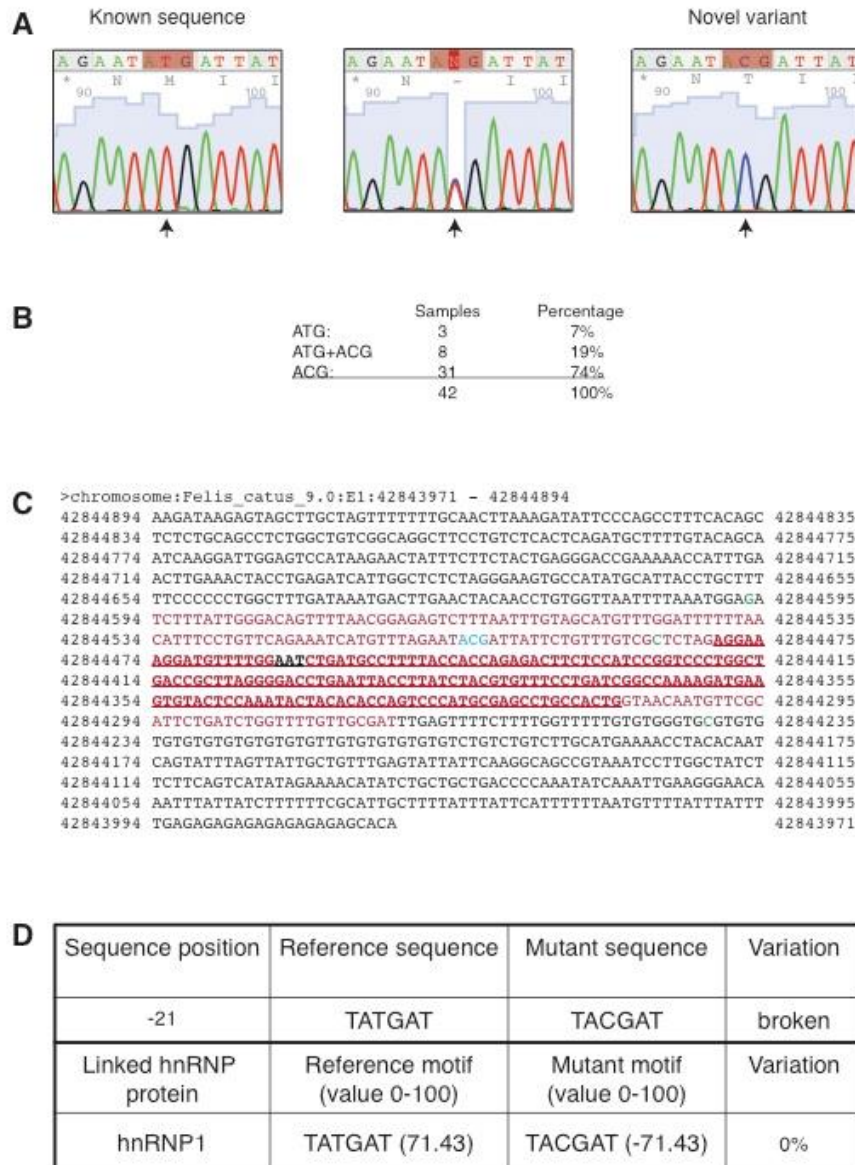 A
Known sequence
Novel variant
A G A A T A T G A T T A T
* N M I I
90 100
A G A A T A N G A T T A T
* N – I I
90 100
A G A A T A C G A T T A T
* N T I I
90 100
B
Samples Percentage
ATG: 3 7%
ATG+ACG 8 19%
ACG: 31 74%
42 100%
C
>chromosome:Felis_catus_9.0:E1:42843971 - 42844894
42844894 AAGATAAGAGTAGCTTGCTAGTTTTTTTGCAACTTAAAGATATTCCCAGCCTTTCACAGC 42844835
42844834 TCTCTGCAGCCTCTGGCTGTCGGCAGGCTTCCTGTCTCACTCAGATGCTTTTGTACAGCA 42844775
42844774 ATCAAGGATTGGAGTCCATAAGAACTATTTCTTCTACTGAGGGACCGAAAAACCATTTGA 42844715
42844714 ACTTGAAACTACCTGAGATCATTGGCTCTCTAGGGAAGTGCCATATGCATTACCTGCTTT 42844655
42844654 TTCCCCCCTGGCTTTGATAAATGACTTGAACTACAACCTGTGGTTAATTTTAAATGGAGA 42844595
42844594 TCTTTATTGGGACAGTTTTAACGGAGAGTCTTTAATTTGTAGCATGTTTGGATTTTTTAA 42844535
42844534 CATTTCCTGTTCAGAAATCATGTTTAGAATACGATTATTCTGTTTGTCGCTCTAGAGGAA 42844475
42844474 AGGATGTTTTGGAATCTGATGCCTTTTACCACCAGAGACTTCTCCATCCGGTCCCTGGCT 42844415
42844414 GACCGCTTAGGGGACCTGAATTACCTTATCTACGTGTTTCCTGATCGGCCAAAAGATGAA 42844355
42844354 GTGTACTCCAAATACTACACACCAGTCCCATGCGAGCCTGCCACTGGTAACAATGTTCGC 42844295
42844294 ATTCTGATCTGGTTTTGTTGCGATTTGAGTTTTCTTTTGGTTTTTGTGTGGGTGCGTGTG 42844235
42844234 TGTGTGTGTGTGTGTTGTGTGTGTGTGTCTGTCTGTCTTGCATGAAAACCTACACAAT 42844175
42844174 CAGTATTTAGTTATTGCTGTTTGAGTATTATTCAAGGCAGCCGTAAATCCTTGGCTATCT 42844115
42844114 TCTTCAGTCATATAGAAAACATATCTGCTGCTGACCCCAAATATCAAATTGAAGGGAACA 42844055
42844054 AATTTATTATCTTTTTTCGCATTGCTTTTATTTATTCATTTTTTAATGTTTTATTTATTT 42843995
42843994 TGAGAGAGAGAGAGAGAGAGCACA 42843971
D
Sequence position Reference sequence Mutant sequence Variation
-21 TATGAT TACGAT broken
Linked hnRNP protein Reference motif (value 0-100) Mutant motif (value 0-100) Variation
hnRNP1 TATGAT (71.43) TACGAT (-71.43) 0%